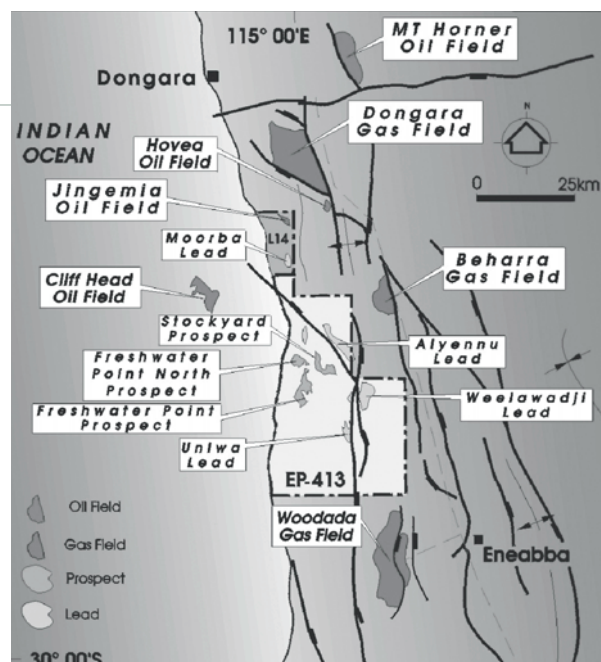 115° 00'E
MT Horner
Oil Field
Dongara
Dongara
Gas Field
INDIAN
OCEAN
Hovea
Oil Field
N
0 25km
Jingemia
Oil Field
L14
Moorba
Lead
Beharra
Gas Field
Cliff Head
Oil Field
Stockyard
Prospect
Alyennu
Lead
Freshwater
Point North
Prospect
Weelawadji
Lead
Freshwater Point
Prospect
Uniwa
Lead
EP-413
Oil Field
Woodada
Gas Field
Gas Field
Eneabba
Prospect
Lead
30° 00'S